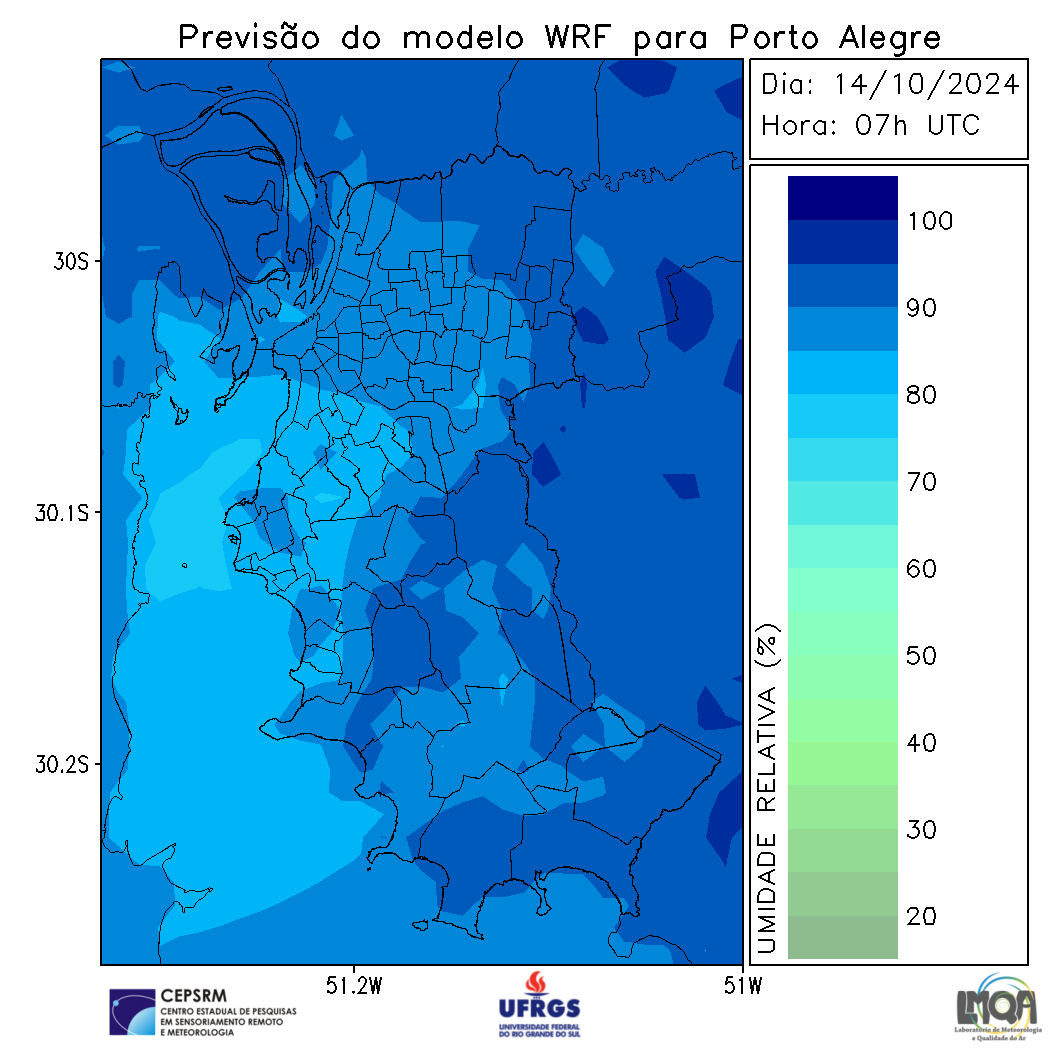 Previsão do modelo WRF para Porto Alegre
Dia: 14/10/2024
Hora: 07h UTC
30S
30.1S
30.2S
51.2W
51W
100
90
80
70
60
50
40
30
20
UMIDADE RELATIVA (%)
CEPSRM
CENTRO ESTADUAL DE PESQUISAS
EM SENSORIAMENTO REMOTO
E METEOROLOGIA
UFRGS
UNIVERSIDADE FEDERAL
DO RIO GRANDE DO SUL
LMQA
Laboratório de Meteorologia
e Qualidade do Ar